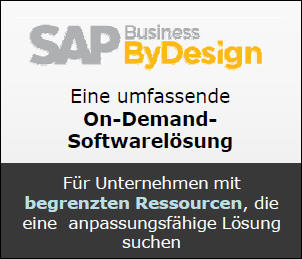 SAP Business
ByDesign
Eine umfassende
On-Demand-
Softwarelösung
Für Unternehmen mit
begrenzten Ressourcen, die
eine anpassungsfähige Lösung
suchen